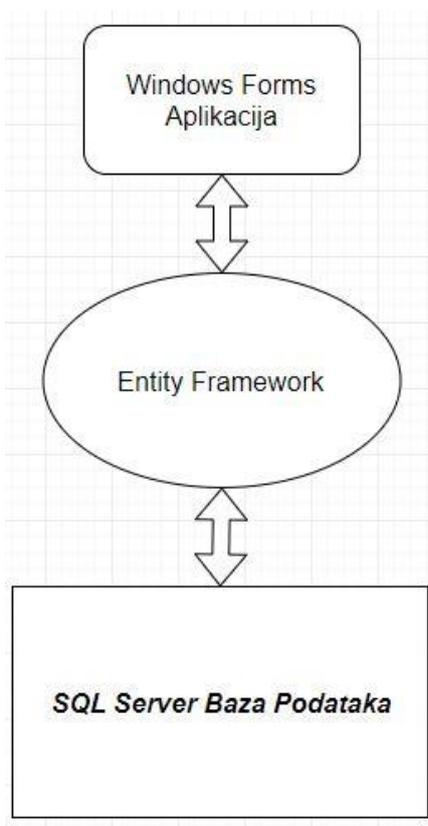 Windows Forms
Aplikacija
Entity Framework
SQL Server Baza Podataka